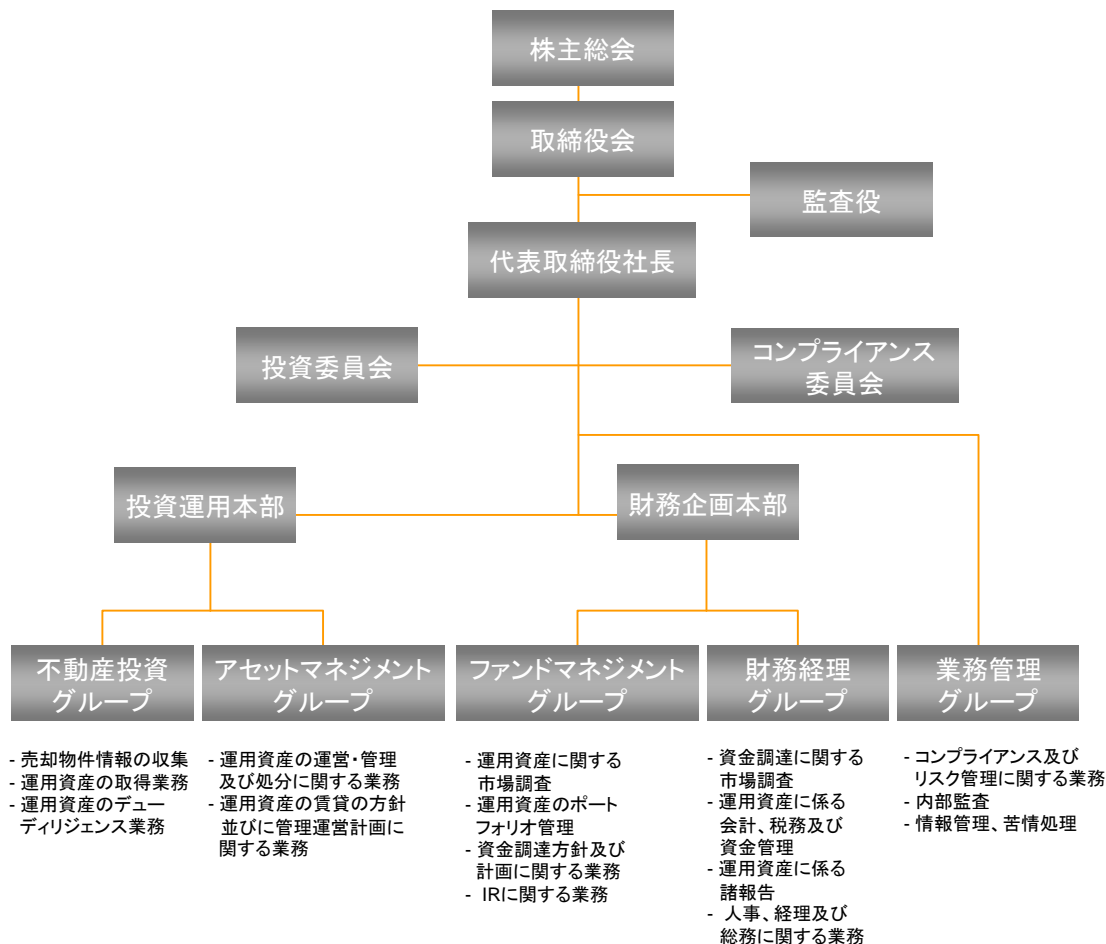 株主総会
取締役会
監査役
代表取締役社長
投資委員会
コンプライアンス
委員会
投資運用本部
財務企画本部
不動産投資
グループ
アセットマネジメント
グループ
ファンドマネジメント
グループ
財務経理
グループ
業務管理
グループ
- 売却物件情報の収集
- 運用資産の取得業務
- 運用資産のデュー
ディリジェンス業務
- 運用資産の運営・管理
及び処分に関する業務
- 運用資産の賃貸の方針
並びに管理運営計画に
関する業務
- 運用資産に関する
市場調査
- 運用資産のポート
フォリオ管理
- 資金調達方針及び
計画に関する業務
- IRに関する業務
- 資金調達に関する
市場調査
- 運用資産に係る
会計、税務及び
資金管理
- 運用資産に係る
諸報告
- 人事、経理及び
総務に関する業務
- コンプライアンス及び
リスク管理に関する業務
- 内部監査
- 情報管理、苦情処理